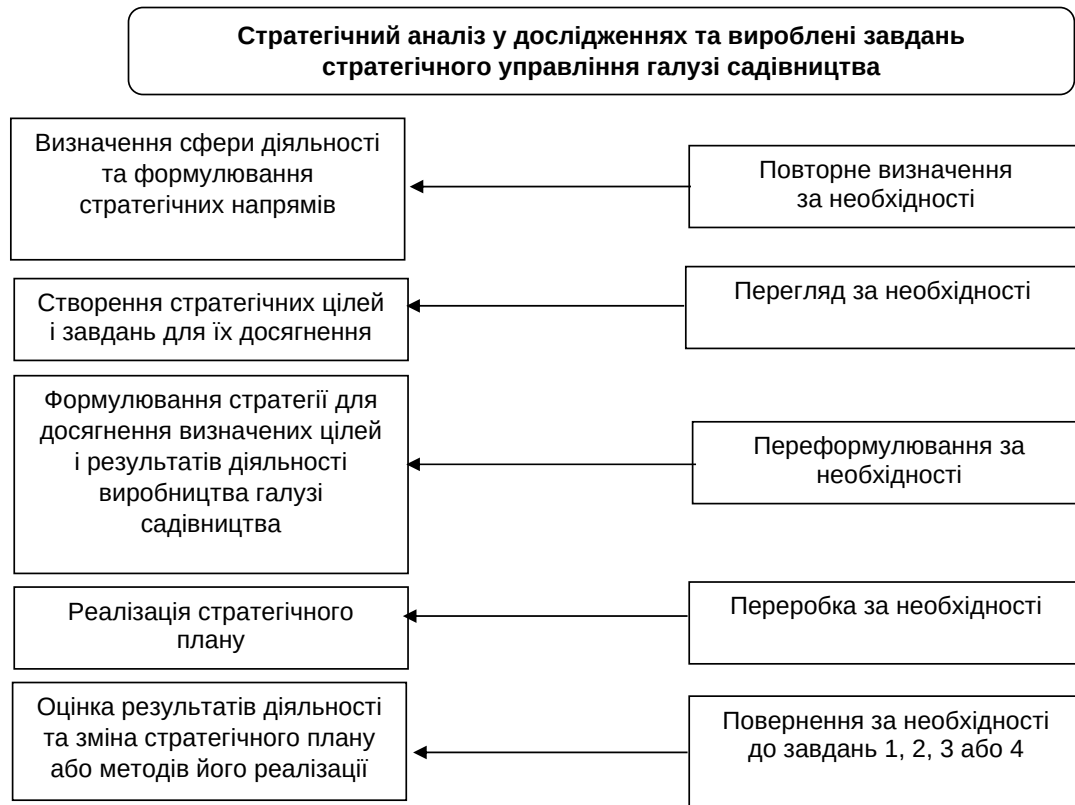 Стратегічний аналіз у дослідженнях та вироблені завдань
стратегічного управління галузі садівництва
Визначення сфери діяльності
та формулювання
стратегічних напрямів
Повторне визначення
за необхідності
Створення стратегічних цілей
і завдань для їх досягнення
Перегляд за необхідності
Формулювання стратегії для
досягнення визначених цілей
і результатів діяльності
виробництва галузі
садівництва
Переформулювання за
необхідності
Реалізація стратегічного
плану
Переробка за необхідності
Оцінка результатів діяльності
та зміна стратегічного плану
або методів його реалізації
Повернення за необхідності
до завдань 1, 2, 3 або 4